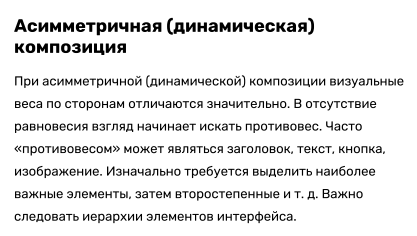 Асимметричная (динамическая)
композиция
При асимметричной (динамической) композиции визуальные
веса по сторонам отличаются значительно. В отсутствие
равновесия взгляд начинает искать противовес. Часто
«противовесом» может являться заголовок, текст, кнопка,
изображение. Изначально требуется выделить наиболее
важные элементы, затем второстепенные и т. д. Важно
следовать иерархии элементов интерфейса.